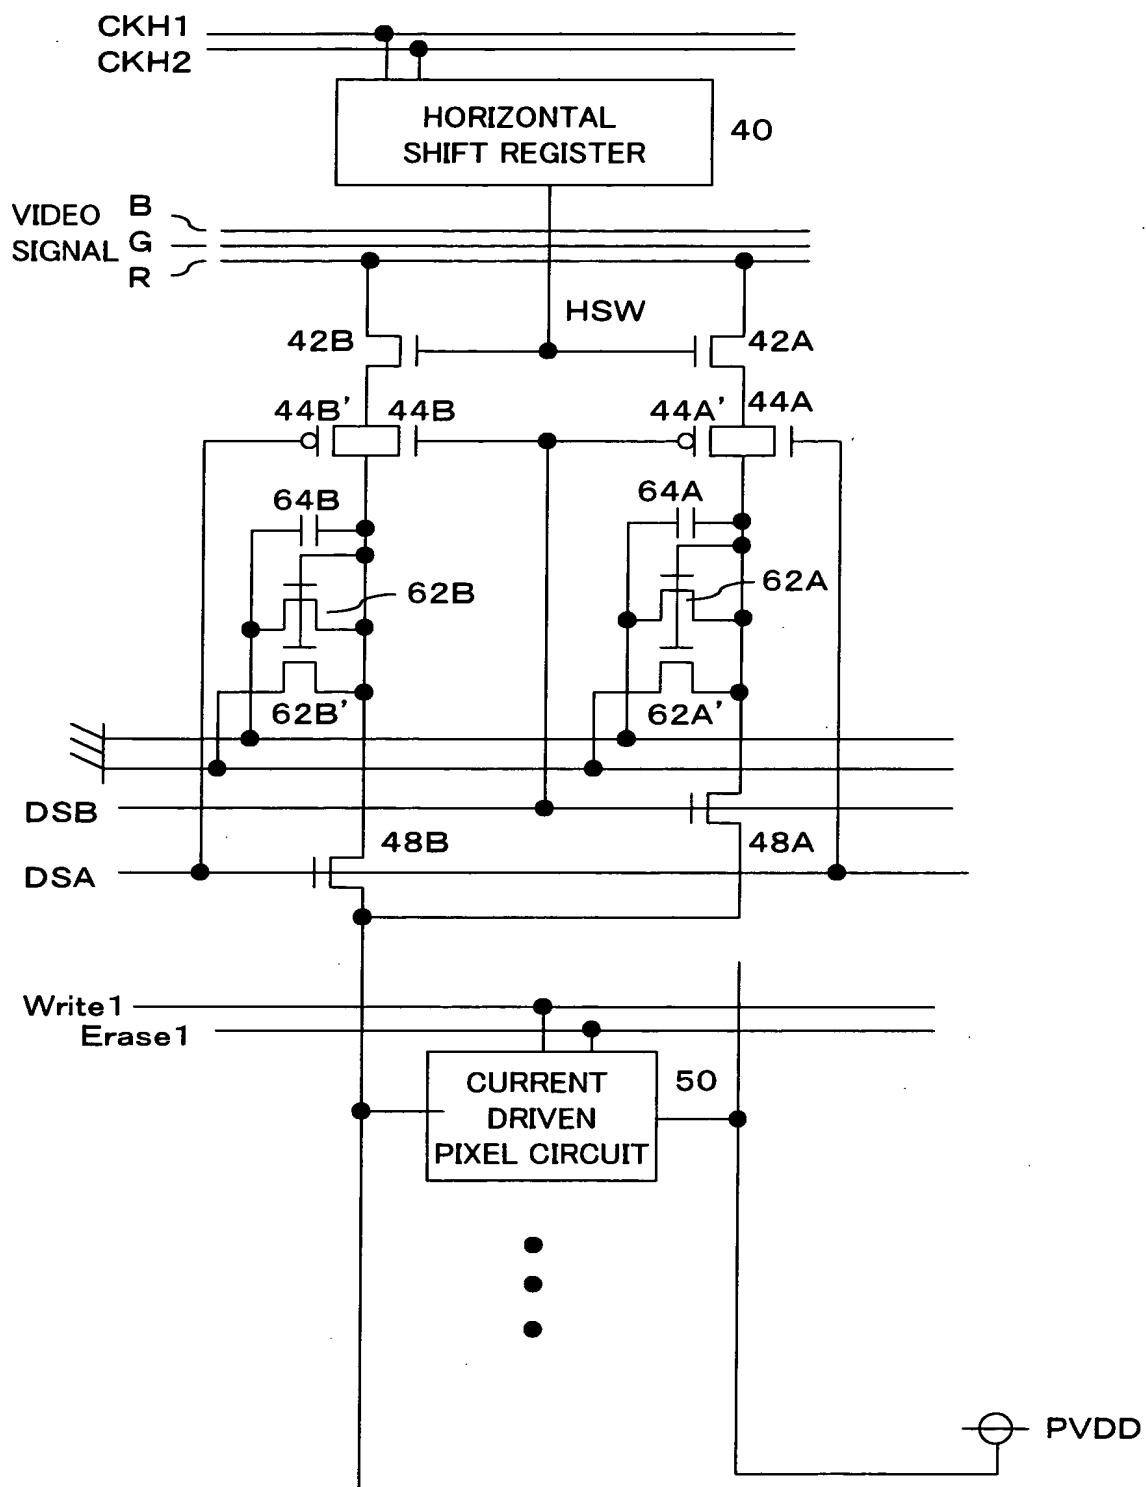 CKH1
CKH2
HORIZONTAL
SHIFT REGISTER
40
VIDEO
SIGNAL
B
G
R
HSW
42B
42A
44B'
44B
44A'
44A
64B
64A
62B
62A
62B'
62A'
DSB
48B
48A
DSA
Write1
Erase1
CURRENT
DRIVEN
PIXEL CIRCUIT
50
PVDD